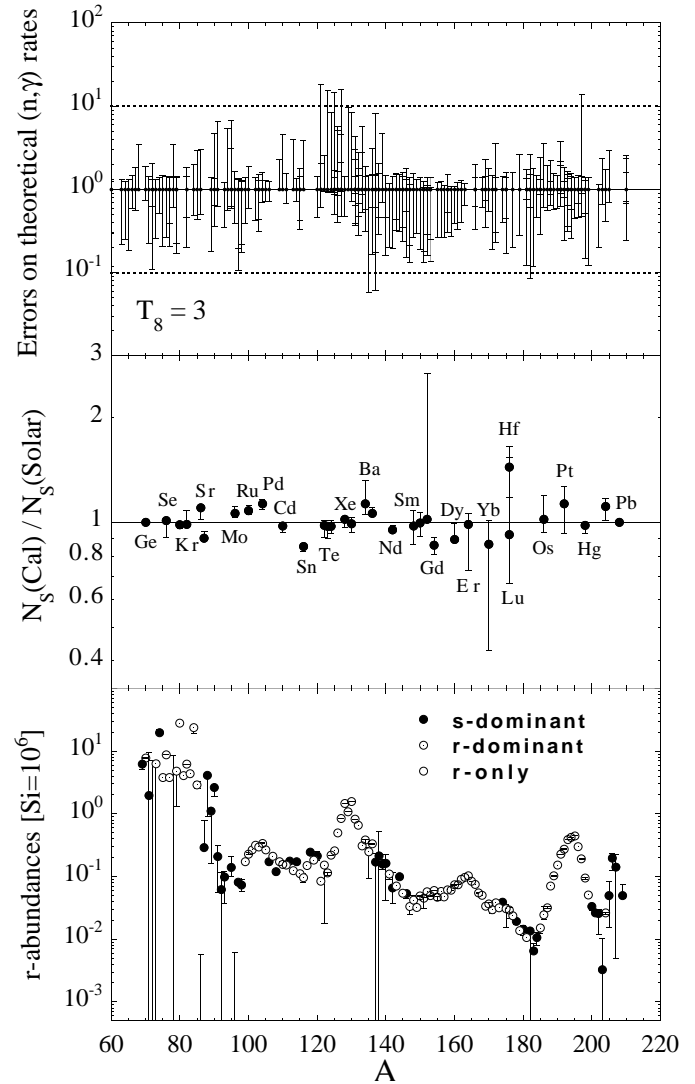 Errors on theoretical (n,γ) rates
10²
10¹
10⁰
10⁻¹
T₈ = 3
N_S(Cal) / N_S(Solar)
3
2
1
0.8
0.6
0.4
Ge
Se
Kr
Sr
Mo
Ru
Pd
Cd
Sn
Te
Xe
Ba
Nd
Sm
Gd
Dy
Er
Yb
Hf
Lu
Os
Pt
Hg
Pb
r-abundances [Si=10⁶]
10¹
10⁰
10⁻¹
10⁻²
10⁻³
s-dominant
r-dominant
r-only
60 80 100 120 140 160 180 200 220
A